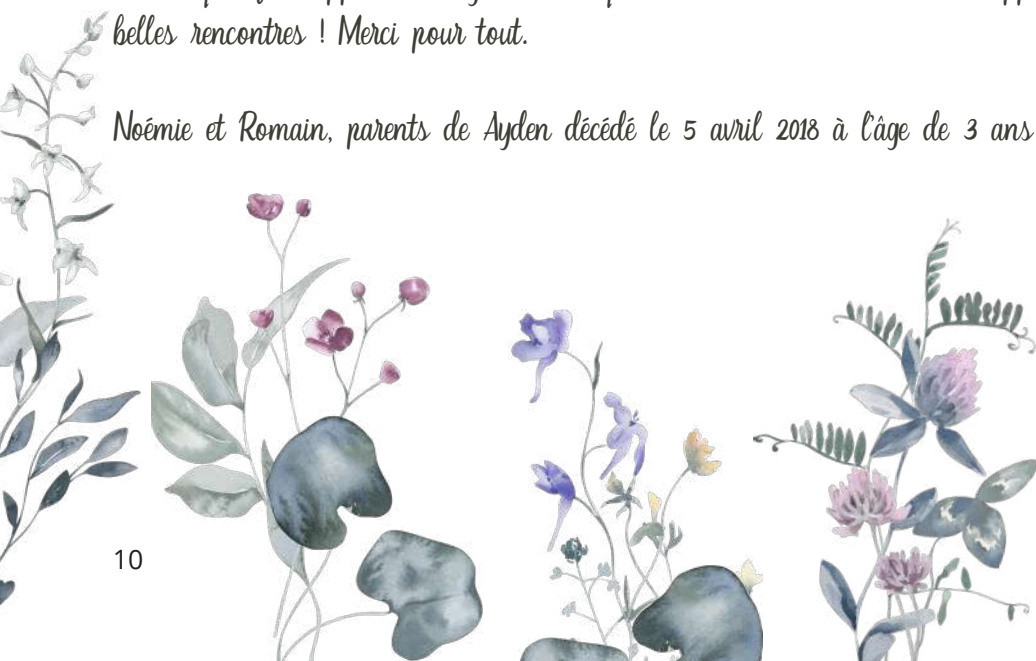 belles rencontres ! Merci pour tout.
Noémie et Romain, parents de Ayden décédé le 5 avril 2018 à l'âge de 3 ans
10